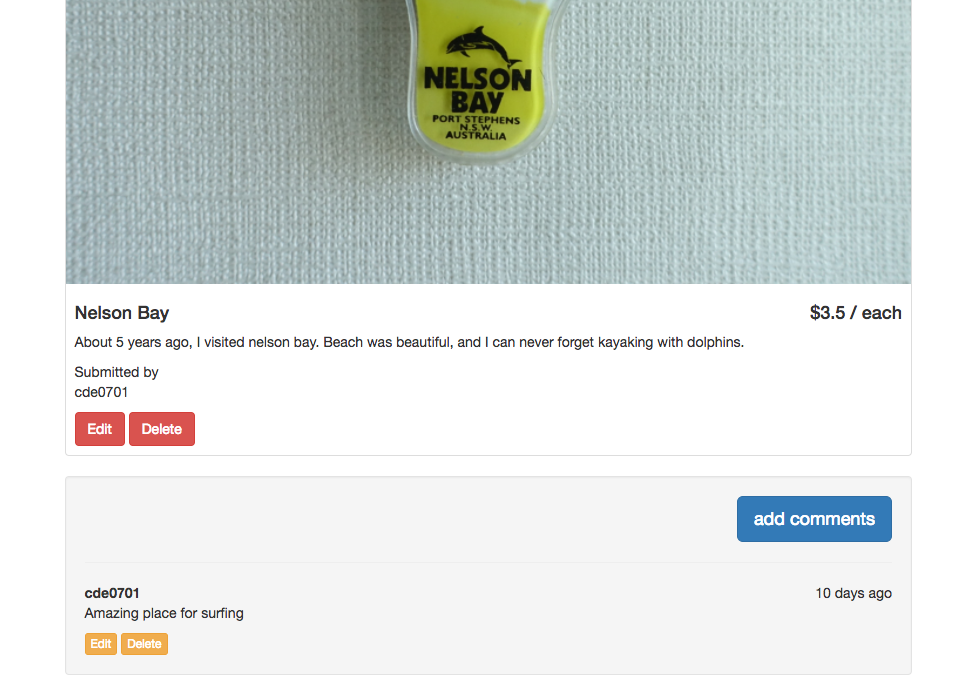 NELSON
BAY
PORT STEPHENS
N.S.W
AUSTRALIA
Nelson Bay
$3.5 / each
About 5 years ago, I visited nelson bay. Beach was beautiful, and I can never forget kayaking with dolphins.
Submitted by
cde0701
Edit Delete
add comments
cde0701
10 days ago
Amazing place for surfing
Edit Delete